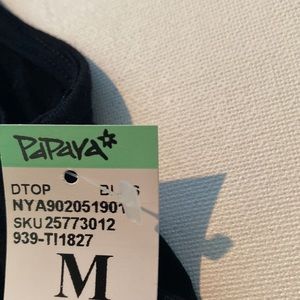 PaPaYa
DTOP
NYA902051901
SKU 25773012
939-TI1827
M